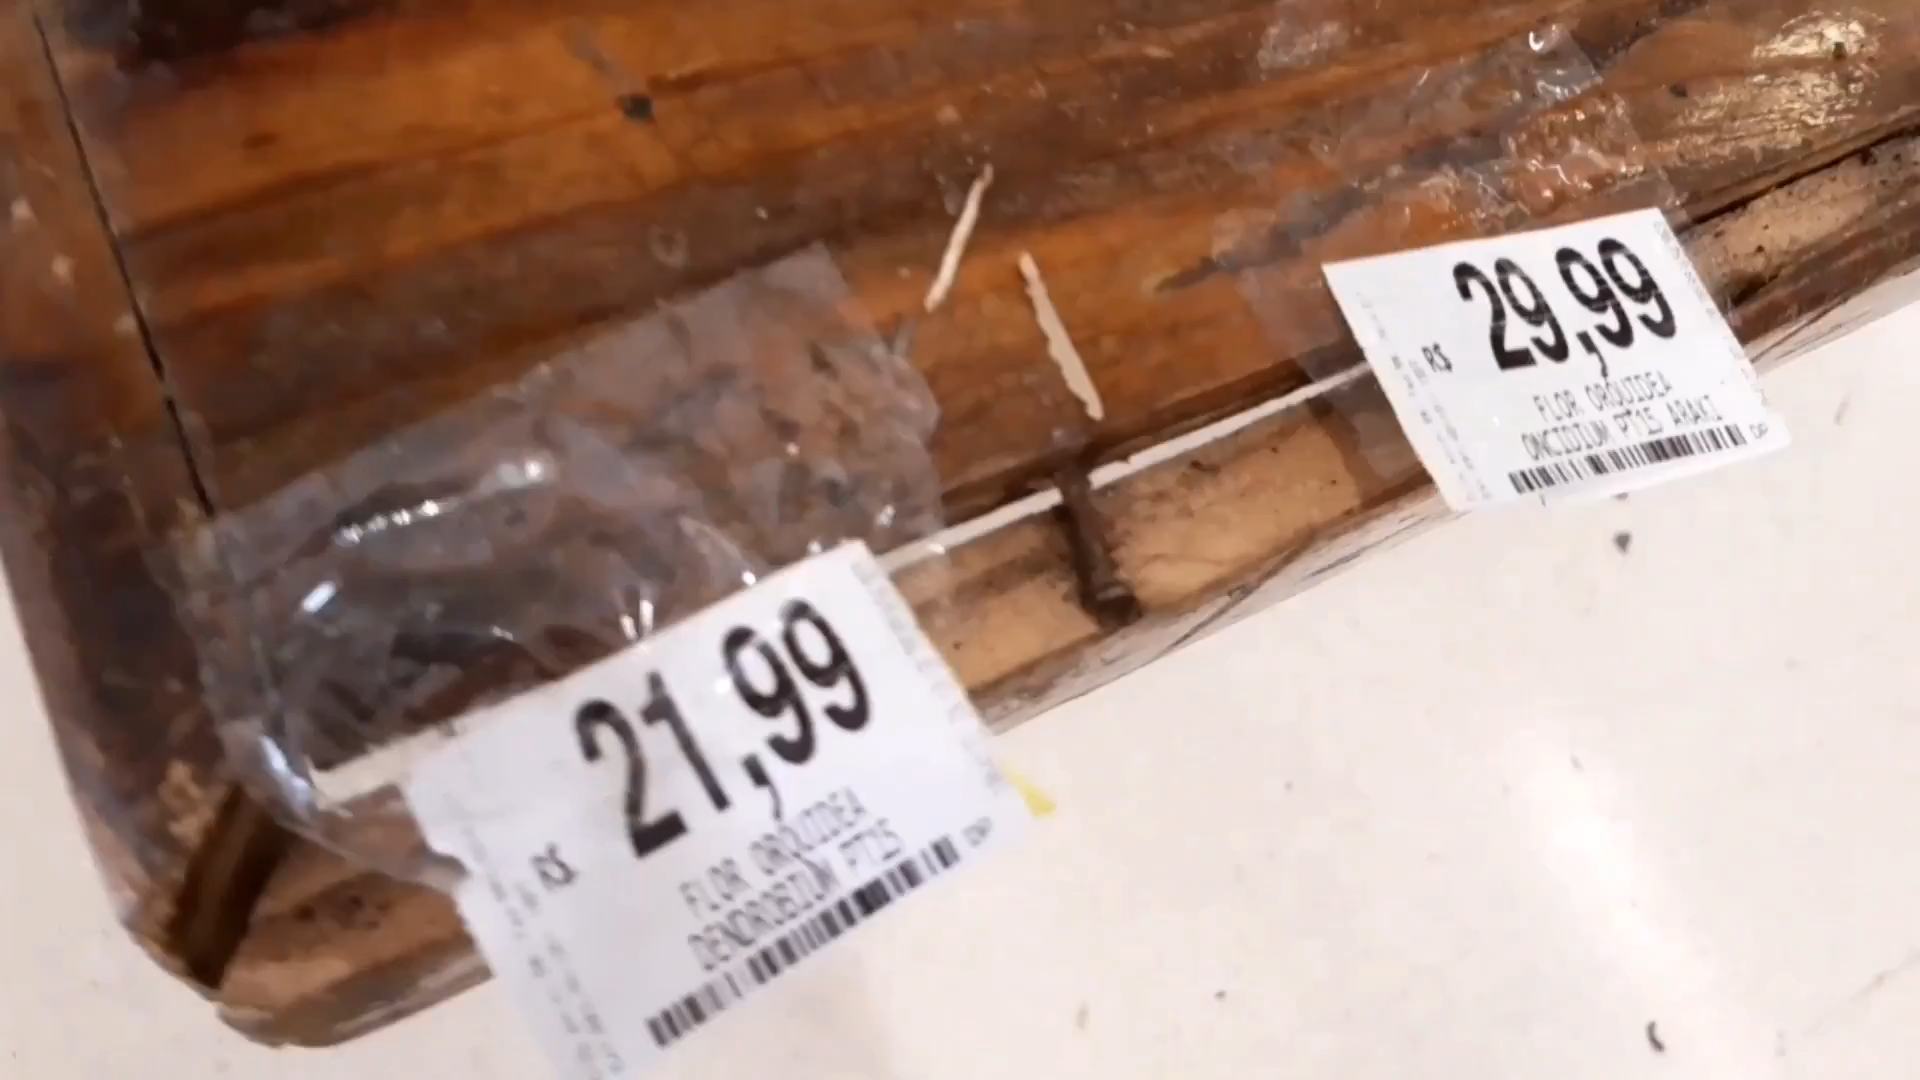 29,99
R$
FLOR ORQUIDEA
ONCIDIUM PT15 ARAKI
21,99
R$
FLOR ORQUIDEA
DENDROBIUM PT15